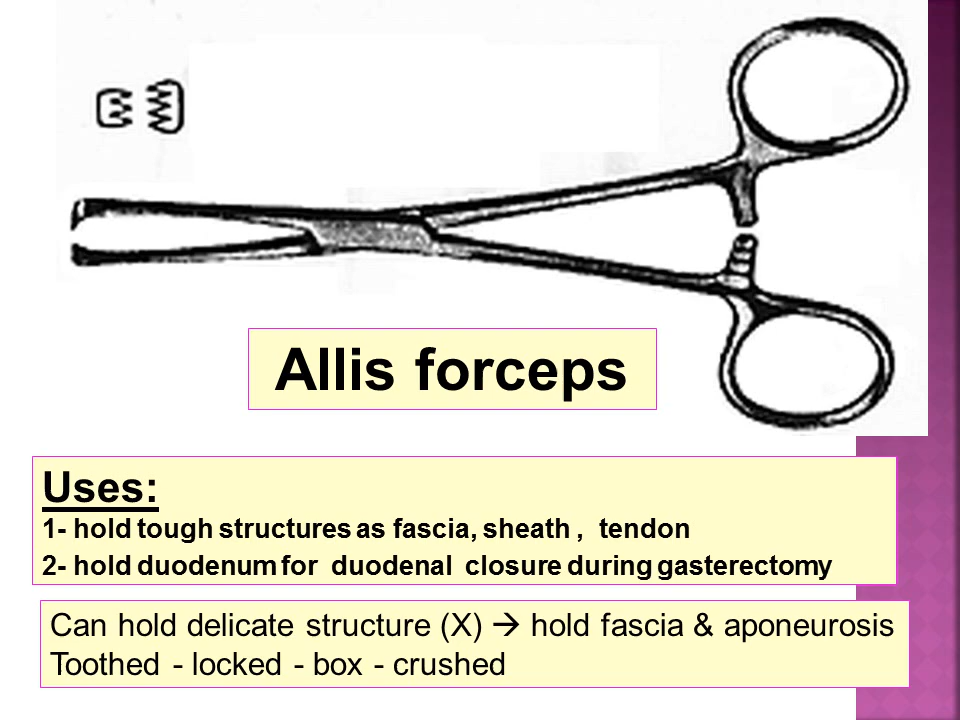 Allis forceps
Uses:
1- hold tough structures as fascia, sheath , tendon
2- hold duodenum for duodenal closure during gasterectomy
Can hold delicate structure (X) → hold fascia & aponeurosis
Toothed - locked - box - crushed